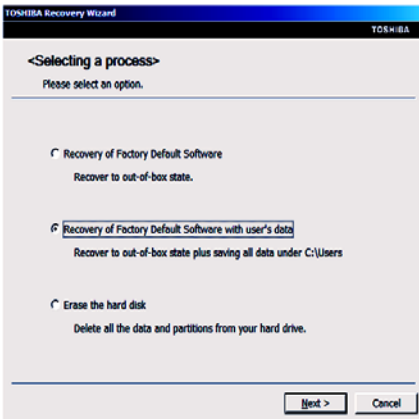 TOSHIBA Recovery Wizard
TOSHIBA
<Selecting a process>
Please select an option.
Recovery of Factory Default Software
Recover to out-of-box state.
Recovery of Factory Default Software with user's data
Recover to out-of-box state plus saving all data under C:\Users
Erase the hard disk
Delete all the data and partitions from your hard drive.
Next > Cancel